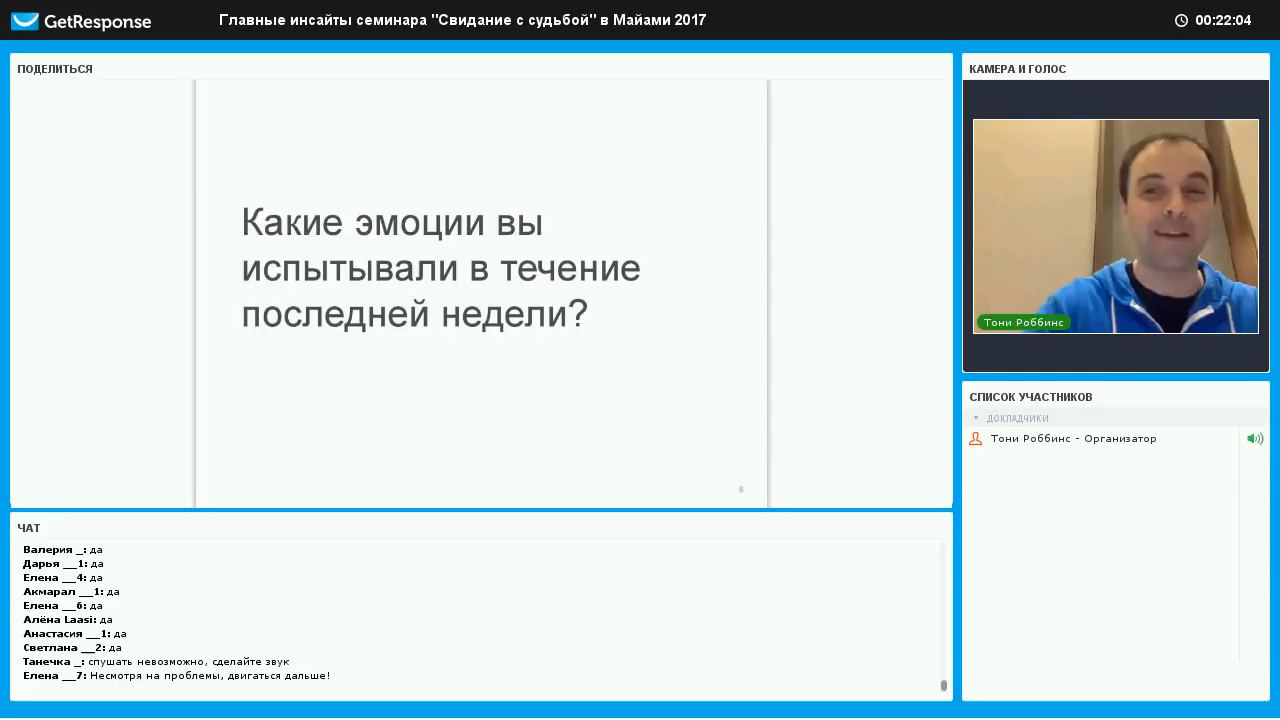 GetResponse
Главные инсайты семинара "Свидание с судьбой" в Майами 2017
00:22:04
ПОДЕЛИТЬСЯ
Какие эмоции вы
испытывали в течение
последней недели?
6
КАМЕРА И ГОЛОС
Тони Роббинс
СПИСОК УЧАСТНИКОВ
ДОКЛАДЧИКИ
Тони Роббинс - Организатор
ЧАТ
Валерия _: да
Дарья __1: да
Елена __4: да
Акмарал __1: да
Елена __6: да
Алёна Laasi: да
Анастасия __1: да
Светлана __2: да
Танечка _: спушать невозможно, сделайте звук
Елена __7: Несмотря на проблемы, двигаться дальше!